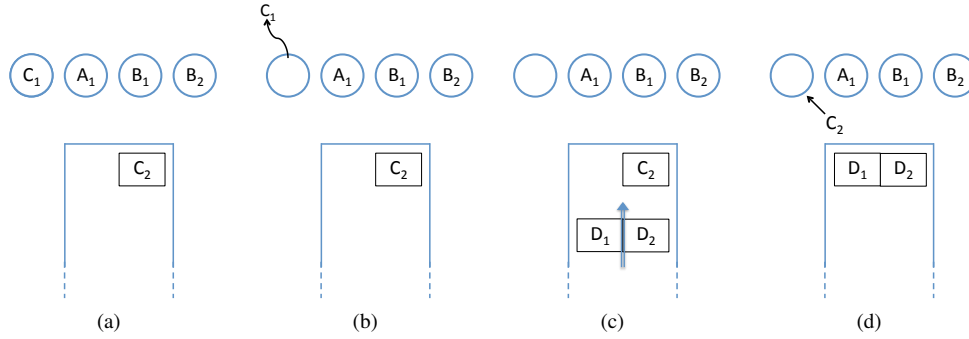 C₁ A₁ B₁ B₂
C₂
(a)
C₁
A₁ B₁ B₂
C₂
(b)
A₁ B₁ B₂
C₂
D₁ D₂
(c)
A₁ B₁ B₂
C₂
D₁ D₂
(d)